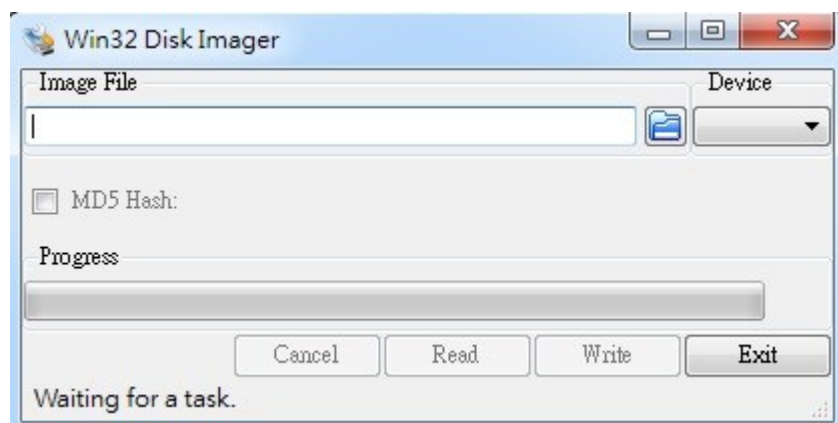 Win32 Disk Imager
Image File Device
MD5 Hash:
Progress
Cancel Read Write Exit
Waiting for a task.